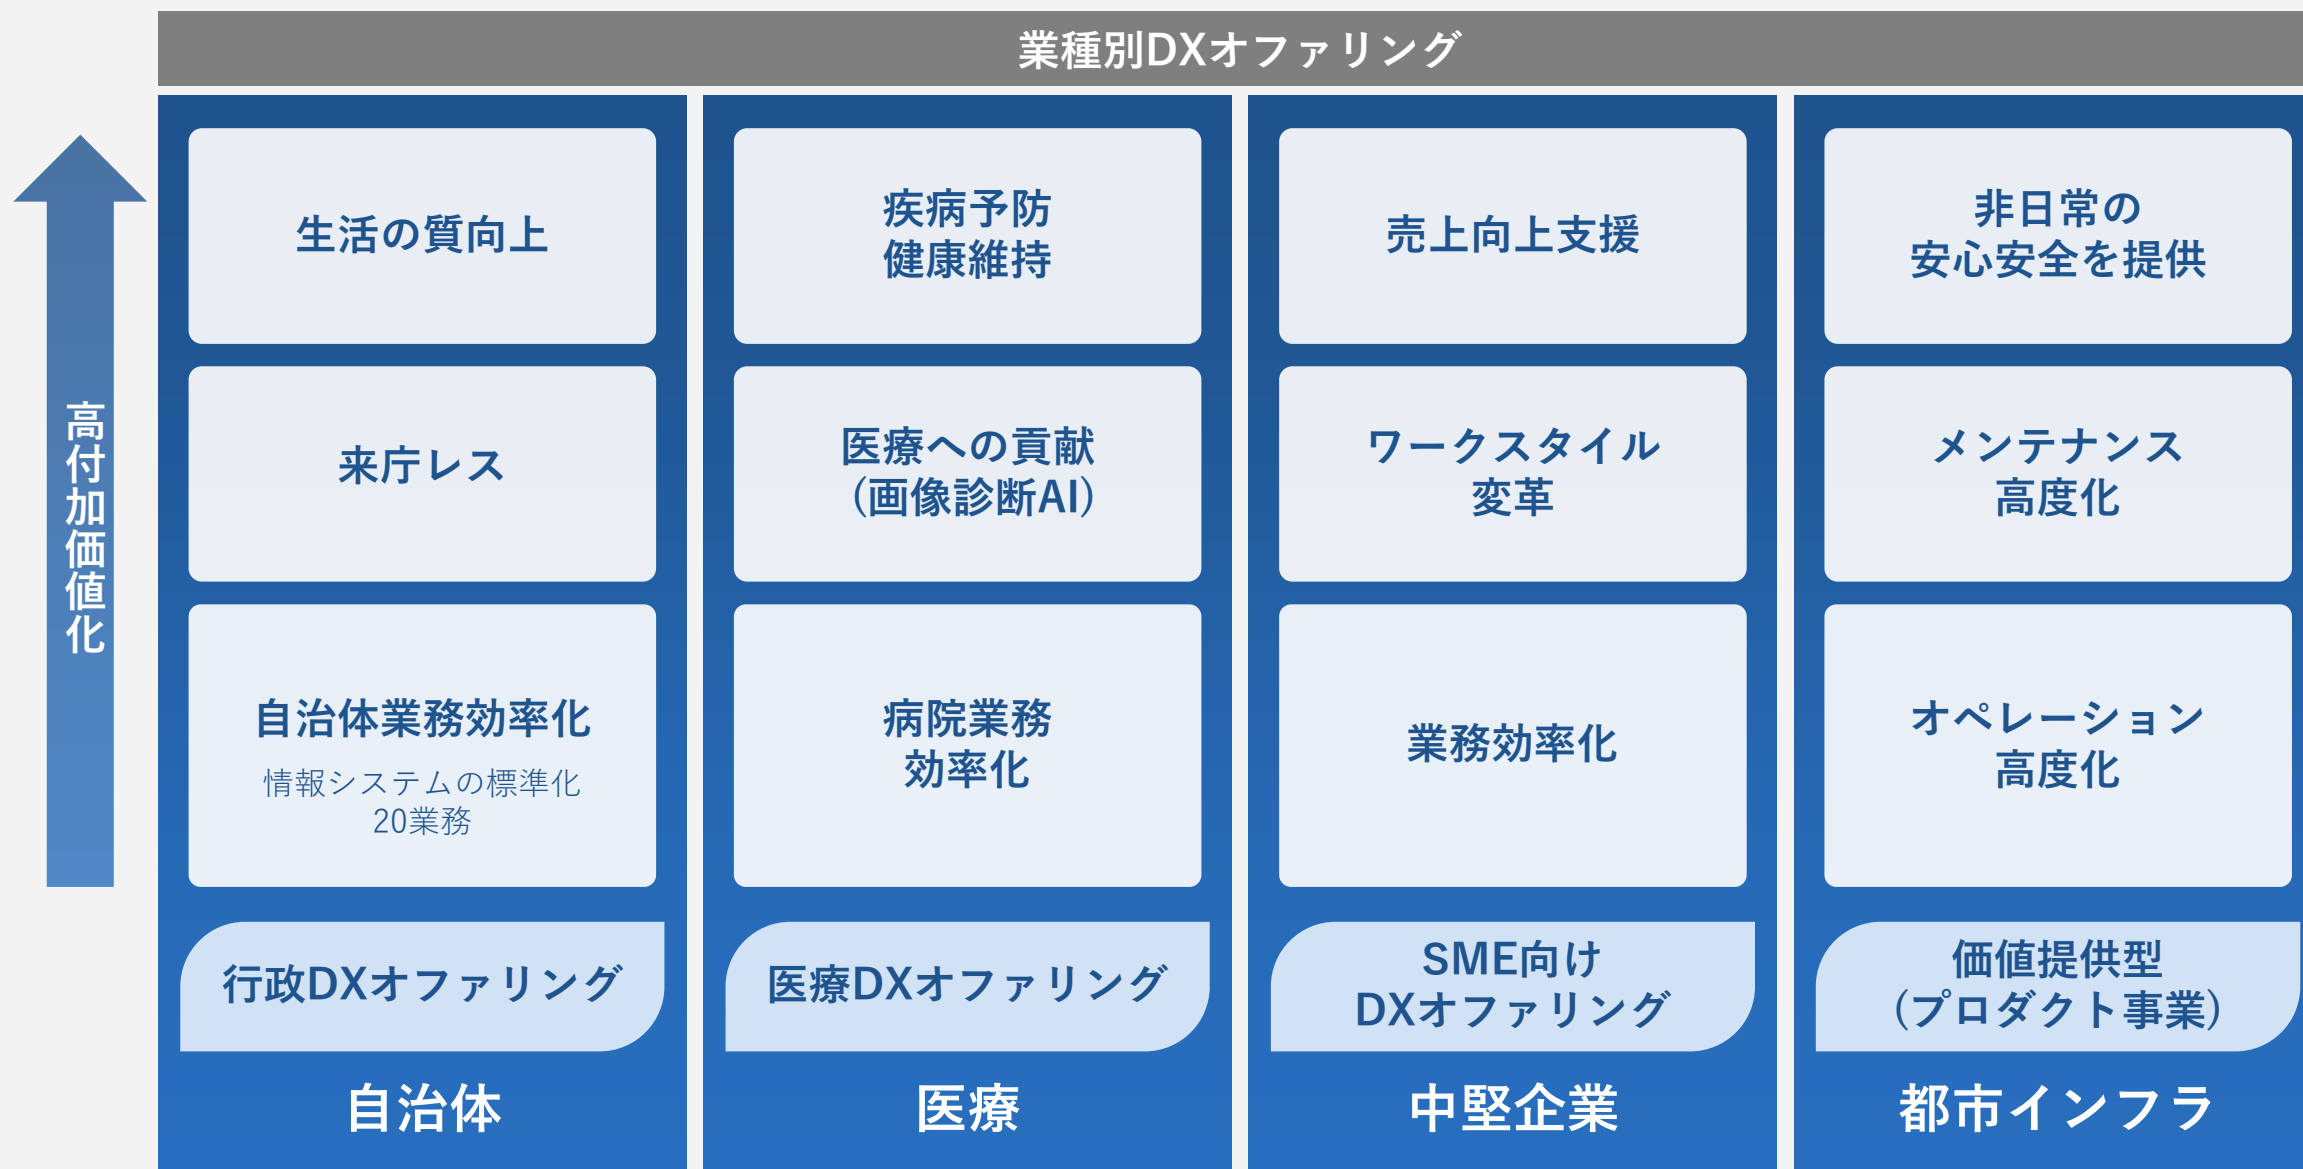 業種別DXオファリング
高付加価値化
生活の質向上
来庁レス
自治体業務効率化
情報システムの標準化
20業務
行政DXオファリング
自治体
疾病予防
健康維持
医療への貢献
(画像診断AI)
病院業務
効率化
医療DXオファリング
医療
売上向上支援
ワークスタイル
変革
業務効率化
SME向け
DXオファリング
中堅企業
非日常の
安心安全を提供
メンテナンス
高度化
オペレーション
高度化
価値提供型
(プロダクト事業)
都市インフラ